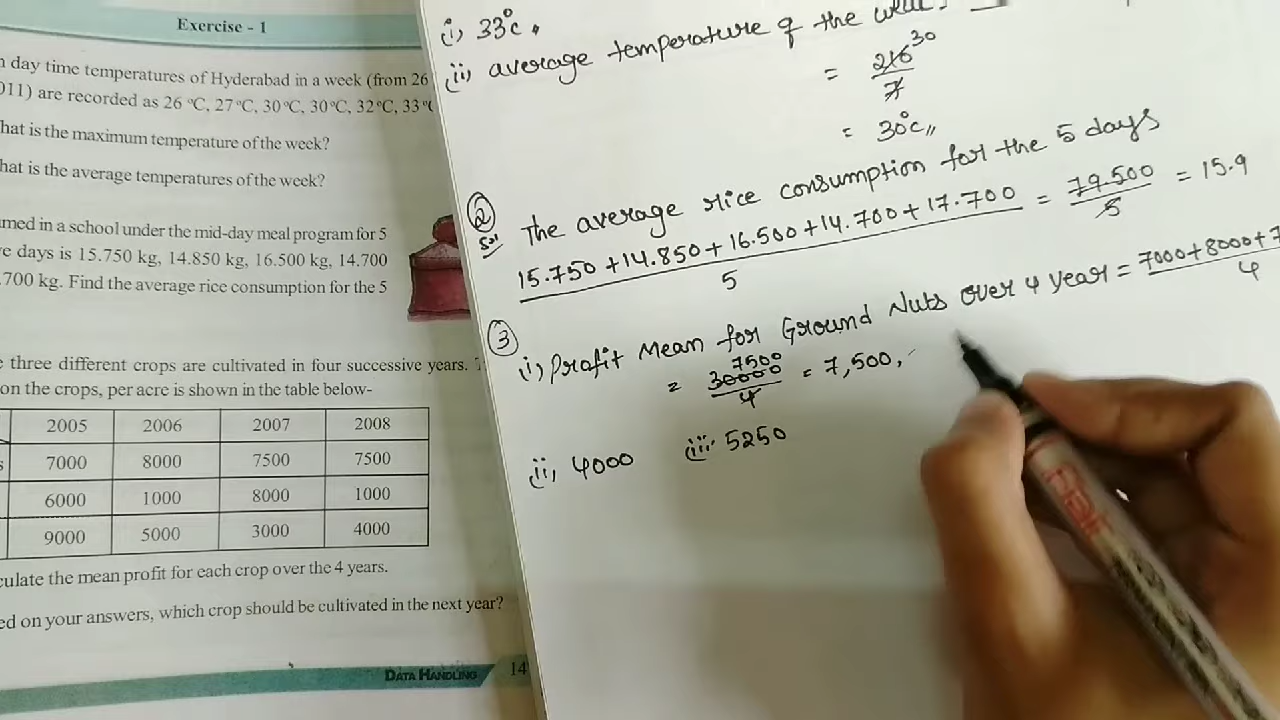 Exercise - 1
day time temperatures of Hyderabad in a week (from 26
011) are recorded as 26 °C, 27°C, 30°C, 30°C, 32°C, 33°C
hat is the maximum temperature of the week?
hat is the average temperatures of the week?
med in a school under the mid-day meal program for 5
e days is 15.750 kg, 14.850 kg, 16.500 kg, 14.700
.700 kg. Find the average rice consumption for the 5
three different crops are cultivated in four successive years.
on the crops, per acre is shown in the table below-
2005 2006 2007 2008
s 7000 8000 7500 7500
6000 1000 8000 1000
9000 5000 3000 4000
culate the mean profit for each crop over the 4 years.
ed on your answers, which crop should be cultivated in the next year?
DATA HANDLING 14
(i) 33°C
(ii) average temperature of the
= 216 30
7
= 30°C
② The average rice consumption for the 5 days
Sol
15.750+14.850+16.500+14.700+17.700 = 79.500 = 15.9
5 5
③
(i) Profit Mean for Ground Nuts over 4 year = 7000+8000+7
4
= 30000 7500 = 7,500,
4
(ii) 4000 (iii) 5250